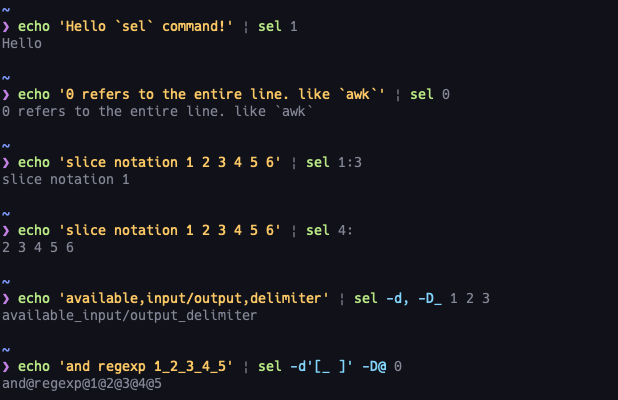 ~
❯ echo 'Hello `sel` command!' ¦ sel 1
Hello
~
❯ echo '0 refers to the entire line. like `awk`' ¦ sel 0
0 refers to the entire line. like `awk`
~
❯ echo 'slice notation 1 2 3 4 5 6' ¦ sel 1:3
slice notation 1
~
❯ echo 'slice notation 1 2 3 4 5 6' ¦ sel 4:
2 3 4 5 6
~
❯ echo 'available,input/output,delimiter' ¦ sel -d, -D_ 1 2 3
available_input/output_delimiter
~
❯ echo 'and regexp 1_2_3_4_5' ¦ sel -d'[_ ]' -D@ 0
and@regexp@1@2@3@4@5